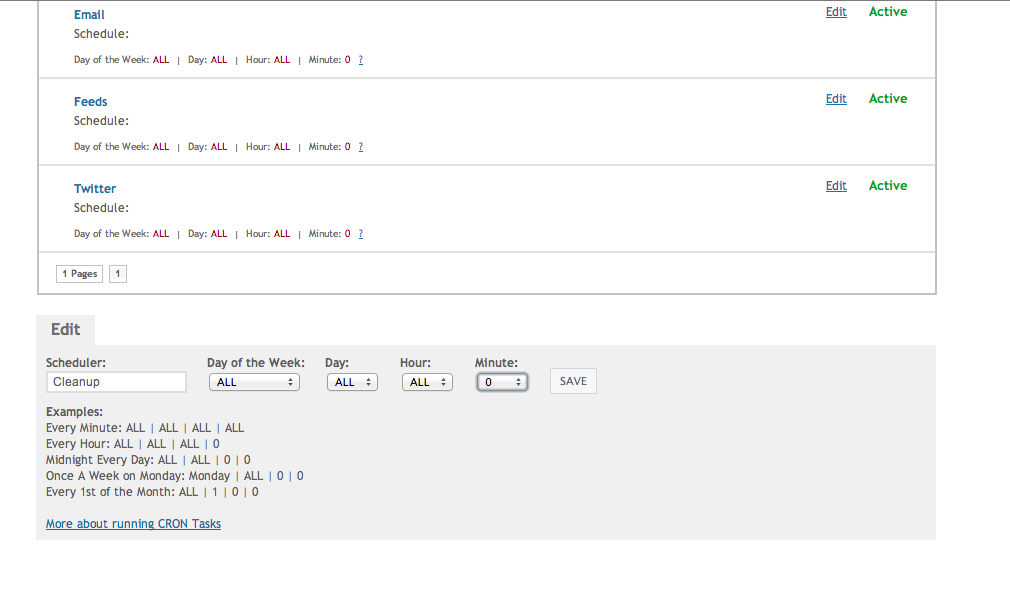 Email Edit Active
Schedule:
Day of the Week: ALL | Day: ALL | Hour: ALL | Minute: 0 ?
Feeds Edit Active
Schedule:
Day of the Week: ALL | Day: ALL | Hour: ALL | Minute: 0 ?
Twitter Edit Active
Schedule:
Day of the Week: ALL | Day: ALL | Hour: ALL | Minute: 0 ?
1 Pages 1
Edit
Scheduler: Day of the Week: Day: Hour: Minute:
Cleanup ALL ALL ALL 0 SAVE
Examples:
Every Minute: ALL | ALL | ALL | ALL
Every Hour: ALL | ALL | ALL | 0
Midnight Every Day: ALL | ALL | 0 | 0
Once A Week on Monday: Monday | ALL | 0 | 0
Every 1st of the Month: ALL | 1 | 0 | 0
More about running CRON Tasks